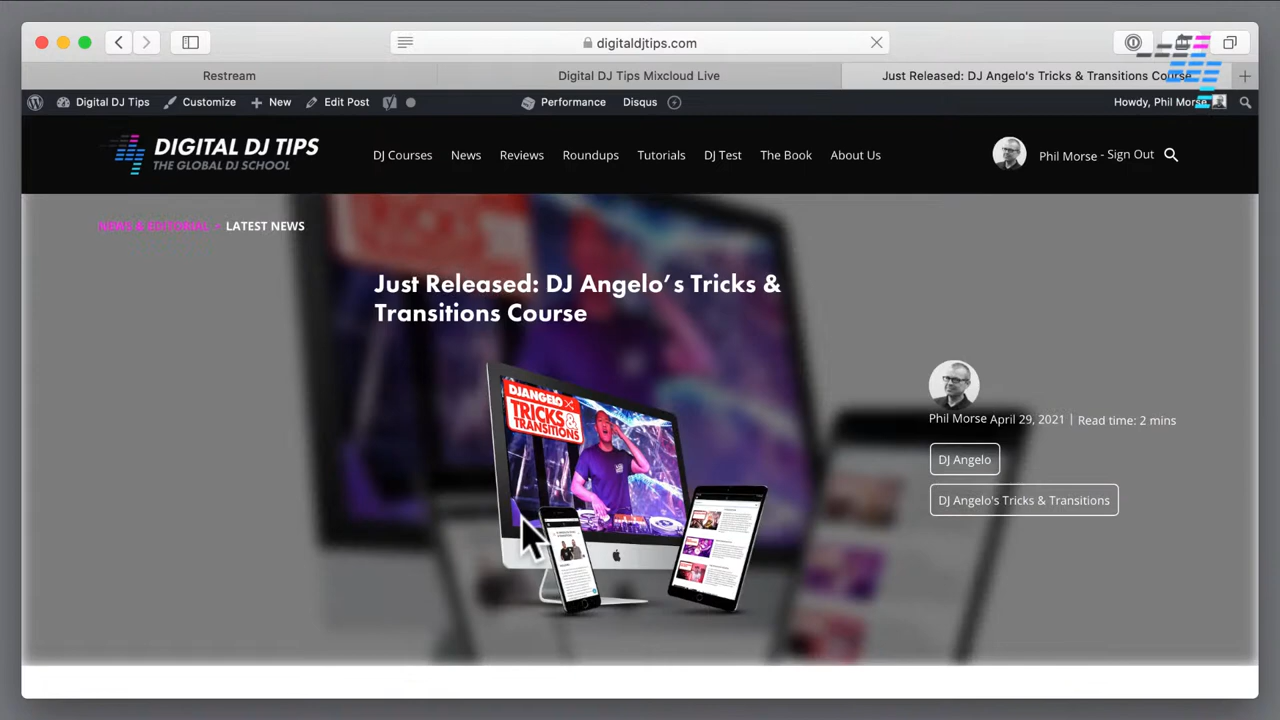 digitaldjtips.com
Restream
Digital DJ Tips Mixcloud Live
Just Released: DJ Angelo's Tricks & Transitions Course
Digital DJ Tips
Customize
New
Edit Post
Performance
Disqus
Howdy, Phil Morse
DIGITAL DJ TIPS
THE GLOBAL DJ SCHOOL
DJ Courses
News
Reviews
Roundups
Tutorials
DJ Test
The Book
About Us
Phil Morse - Sign Out
NEWS & EDITORIAL > LATEST NEWS
Just Released: DJ Angelo’s Tricks &
Transitions Course
DJANGELO
TRICKS &
TRANSITIONS
Phil Morse April 29, 2021 | Read time: 2 mins
DJ Angelo
DJ Angelo's Tricks & Transitions